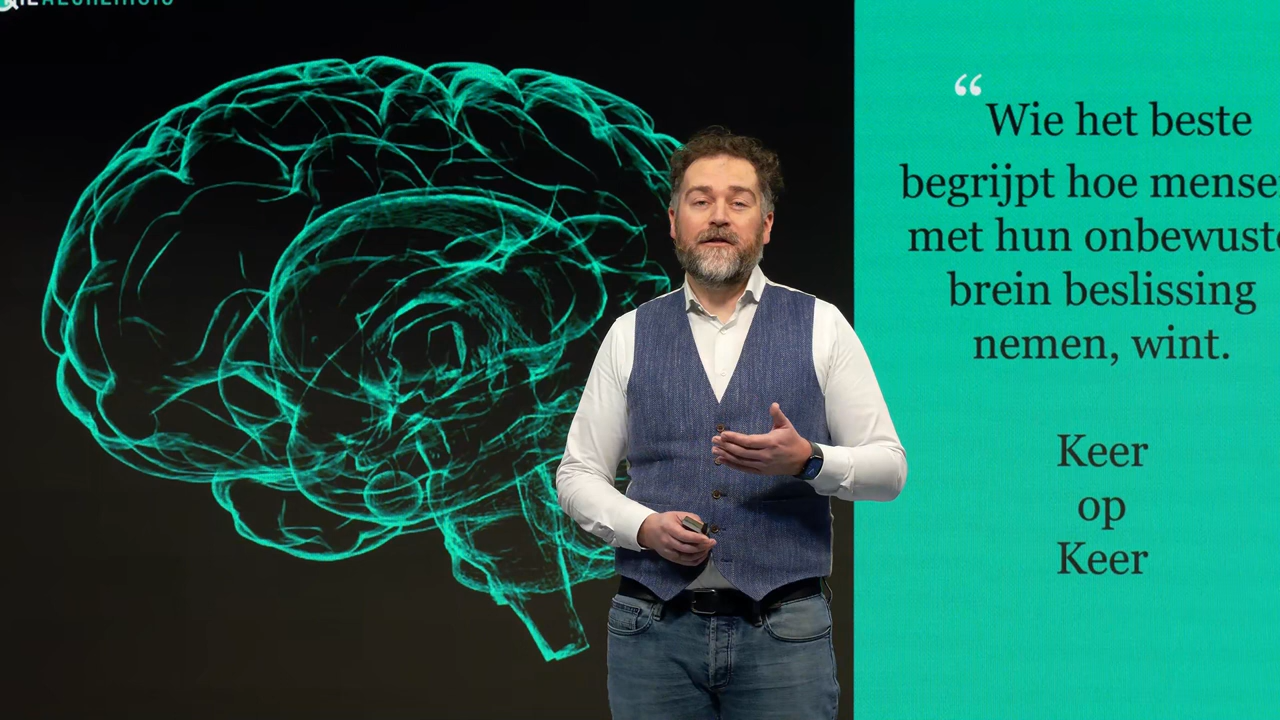 “
Wie het beste
begrijpt hoe mense
met hun onbewust
brein beslissing
nemen, wint.
Keer
op
Keer